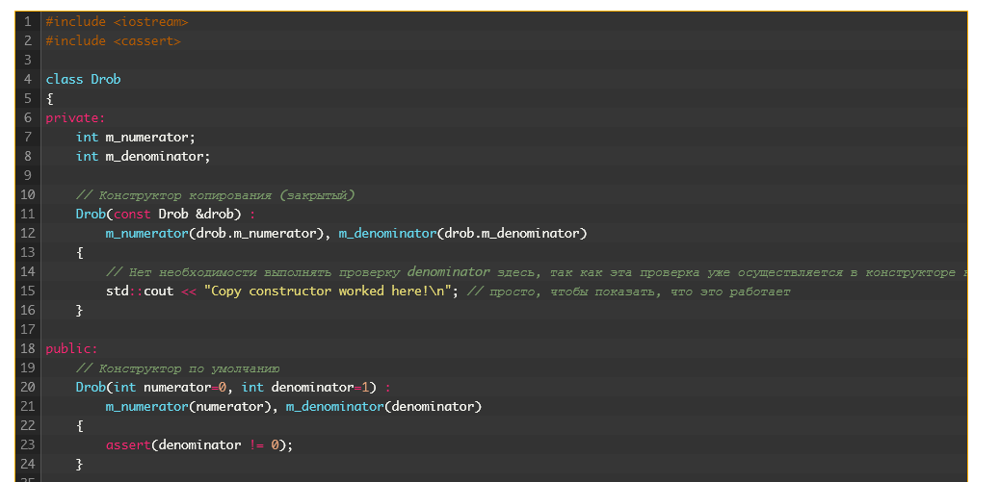 1 #include <iostream>
2 #include <cassert>
3
4 class Drob
5 {
6 private:
7     int m_numerator;
8     int m_denominator;
9
10     // Конструктор копирования (закрытый)
11     Drob(const Drob &drob) :
12         m_numerator(drob.m_numerator), m_denominator(drob.m_denominator)
13     {
14         // Нет необходимости выполнять проверку denominator здесь, так как эта проверка уже осуществляется в конструкторе
15         std::cout << "Copy constructor worked here!\n"; // просто, чтобы показать, что это работает
16     }
17
18 public:
19     // Конструктор по умолчанию
20     Drob(int numerator=0, int denominator=1) :
21         m_numerator(numerator), m_denominator(denominator)
22     {
23         assert(denominator != 0);
24     }